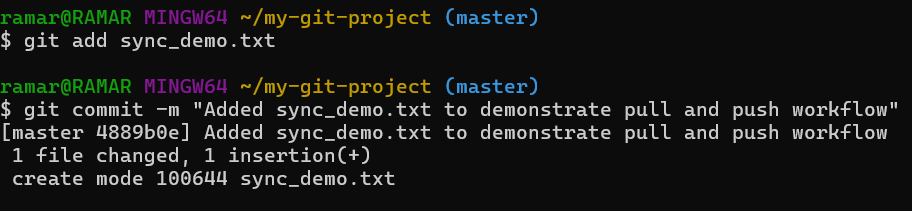 ramar@RAMAR MINGW64 ~/my-git-project (master)
$ git add sync_demo.txt
ramar@RAMAR MINGW64 ~/my-git-project (master)
$ git commit -m "Added sync_demo.txt to demonstrate pull and push workflow"
[master 4889b0e] Added sync_demo.txt to demonstrate pull and push workflow
 1 file changed, 1 insertion(+)
 create mode 100644 sync_demo.txt